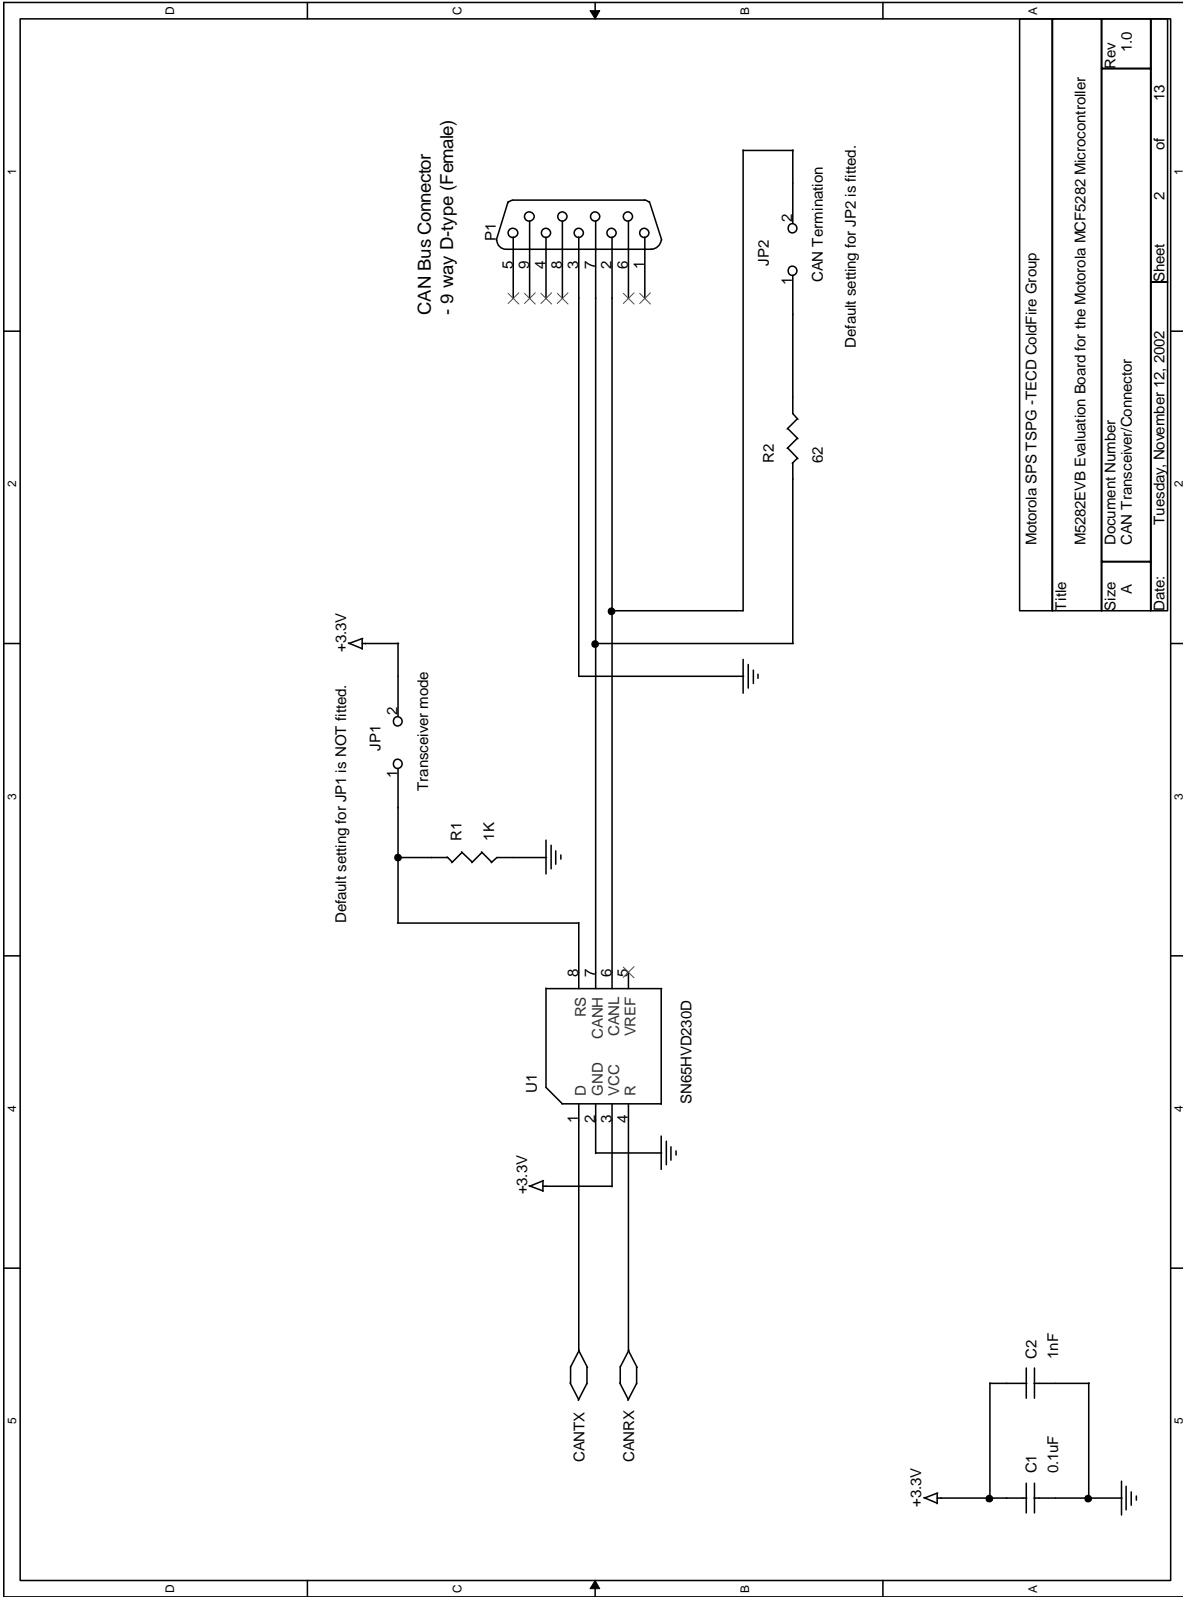 5
4
3
2
1
D
D
C
C
B
B
A
A
Default setting for JP1 is NOT fitted.
+3.3V
JP1
1
2
Transceiver mode
R1
1K
CAN Bus Connector
- 9 way D-type (Female)
P1
5
9
4
8
3
7
2
6
1
U1
+3.3V
CANTX
CANRX
1
2
3
4
D
GND
VCC
R
RS
CANH
CANL
VREF
8
7
6
5
SN65HVD230D
R2
62
JP2
1
2
CAN Termination
Default setting for JP2 is fitted.
+3.3V
C1
0.1uF
C2
1nF
Motorola SPS TSPG -TECD ColdFire Group
Title
M5282EVB Evaluation Board for the Motorola MCF5282 Microcontroller
Size
A
Document Number
CAN Transceiver/Connector
Rev
1.0
Date:
Tuesday, November 12, 2002
Sheet
2
of
13
5
4
3
2
1